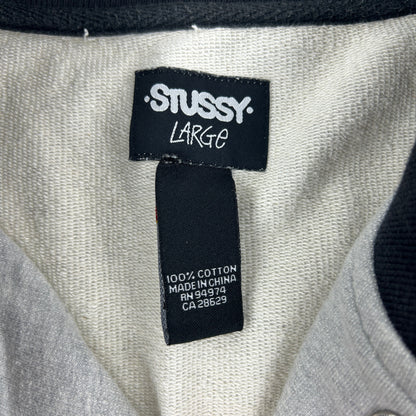 ·STUSSY·
LARGe
100% COTTON
MADE IN CHINA
RN 94974
CA 28629